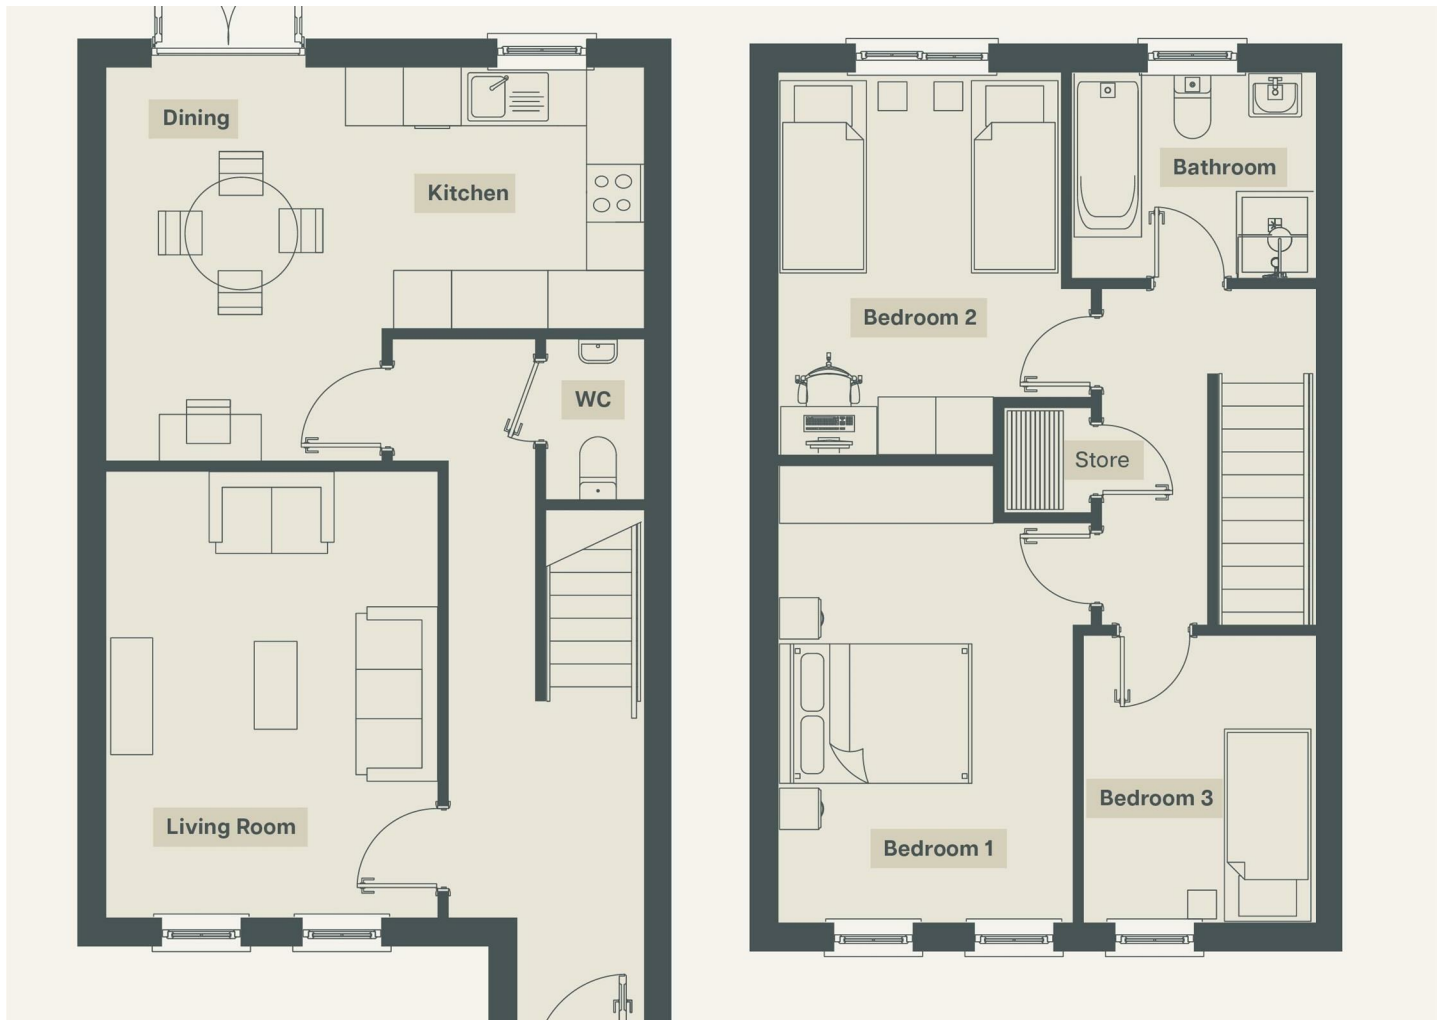 Dining
Kitchen
WC
Living Room
Bathroom
Bedroom 2
Store
Bedroom 3
Bedroom 1